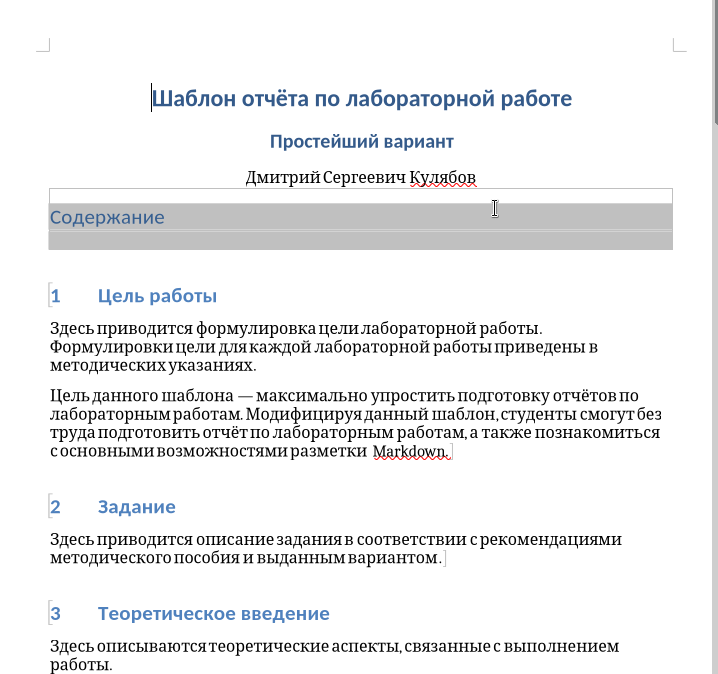 Шаблон отчёта по лабораторной работе
Простейший вариант
Дмитрий Сергеевич Кулябов
Содержание
1 Цель работы
Здесь приводится формулировка цели лабораторной работы.
Формулировки цели для каждой лабораторной работы приведены в
методических указаниях.
Цель данного шаблона — максимально упростить подготовку отчётов по
лабораторным работам. Модифицируя данный шаблон, студенты смогут без
труда подготовить отчёт по лабораторным работам, а также познакомиться
с основными возможностями разметки Markdown.
2 Задание
Здесь приводится описание задания в соответствии с рекомендациями
методического пособия и выданным вариантом.
3 Теоретическое введение
Здесь описываются теоретические аспекты, связанные с выполнением
работы.